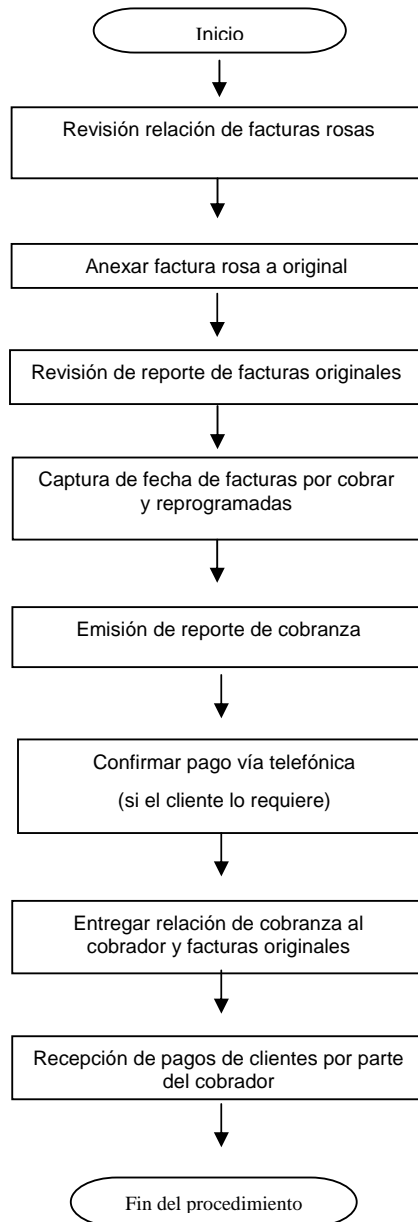 Inicio
Revisión relación de facturas rosas
Anexar factura rosa a original
Revisión de reporte de facturas originales
Captura de fecha de facturas por cobrar
y reprogramadas
Emisión de reporte de cobranza
Confirmar pago vía telefónica
(si el cliente lo requiere)
Entregar relación de cobranza al
cobrador y facturas originales
Recepción de pagos de clientes por parte
del cobrador
Fin del procedimiento